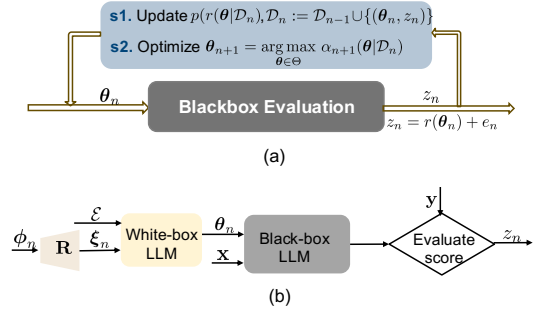 s1. Update p(r(θ|𝒟ₙ), 𝒟ₙ := 𝒟ₙ₋₁∪{(θₙ, zₙ)}
s2. Optimize θₙ₊₁ = arg max αₙ₊₁(θ|𝒟ₙ)
θ∈Θ
θₙ
Blackbox Evaluation
zₙ
zₙ = r(θₙ) + eₙ
(a)
ϕₙ
R
ℰ
ξₙ
White-box
LLM
θₙ
x
Black-box
LLM
y
Evaluate
score
zₙ
(b)